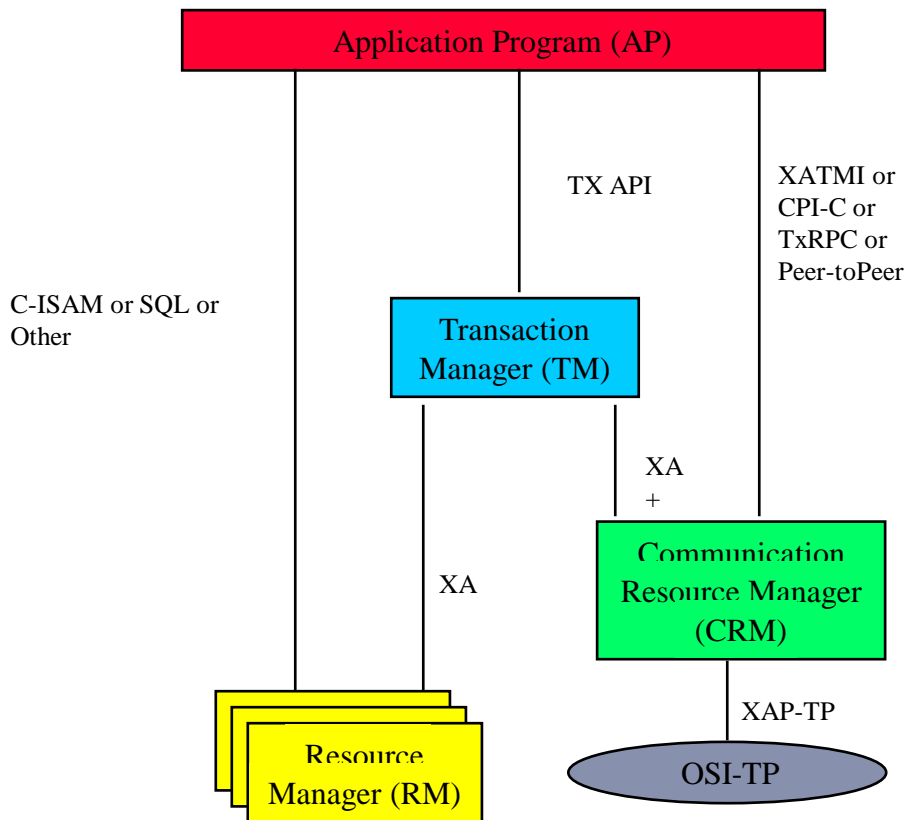 Application Program (AP)
TX API
XATMI or
CPI-C or
TxRPC or
Peer-toPeer
C-ISAM or SQL or
Other
Transaction
Manager (TM)
XA
+
Communication
Resource Manager
(CRM)
XA
XAP-TP
Resource
Manager (RM)
OSI-TP